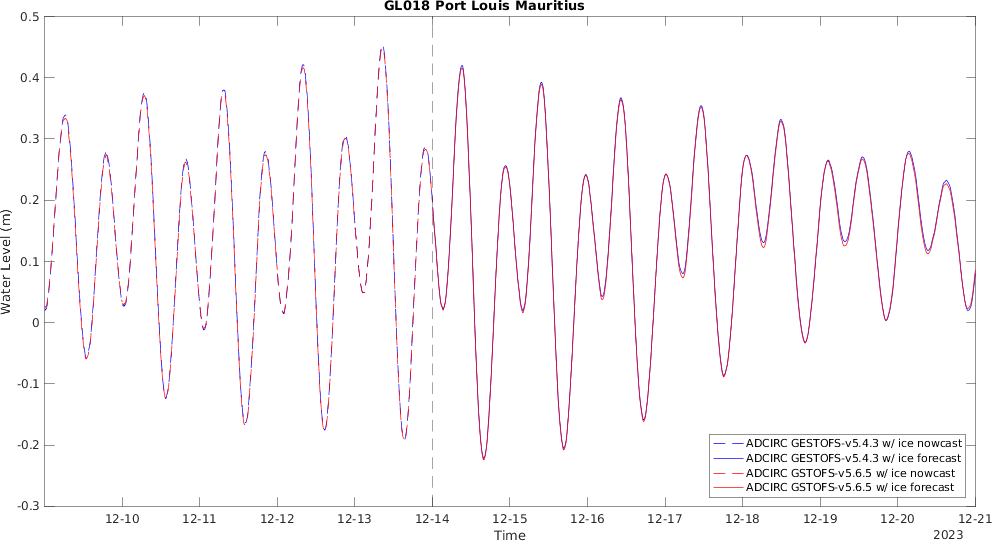 GL018 Port Louis Mauritius
0.5
0.4
0.3
0.2
0.1
0
-0.1
-0.2
-0.3
Water Level (m)
12-10 12-11 12-12 12-13 12-14 12-15 12-16 12-17 12-18 12-19 12-20 12-21
Time
2023
ADCIRC GESTOFS-v5.4.3 w/ ice nowcast
ADCIRC GESTOFS-v5.4.3 w/ ice forecast
ADCIRC GSTOFS-v5.6.5 w/ ice nowcast
ADCIRC GSTOFS-v5.6.5 w/ ice forecast